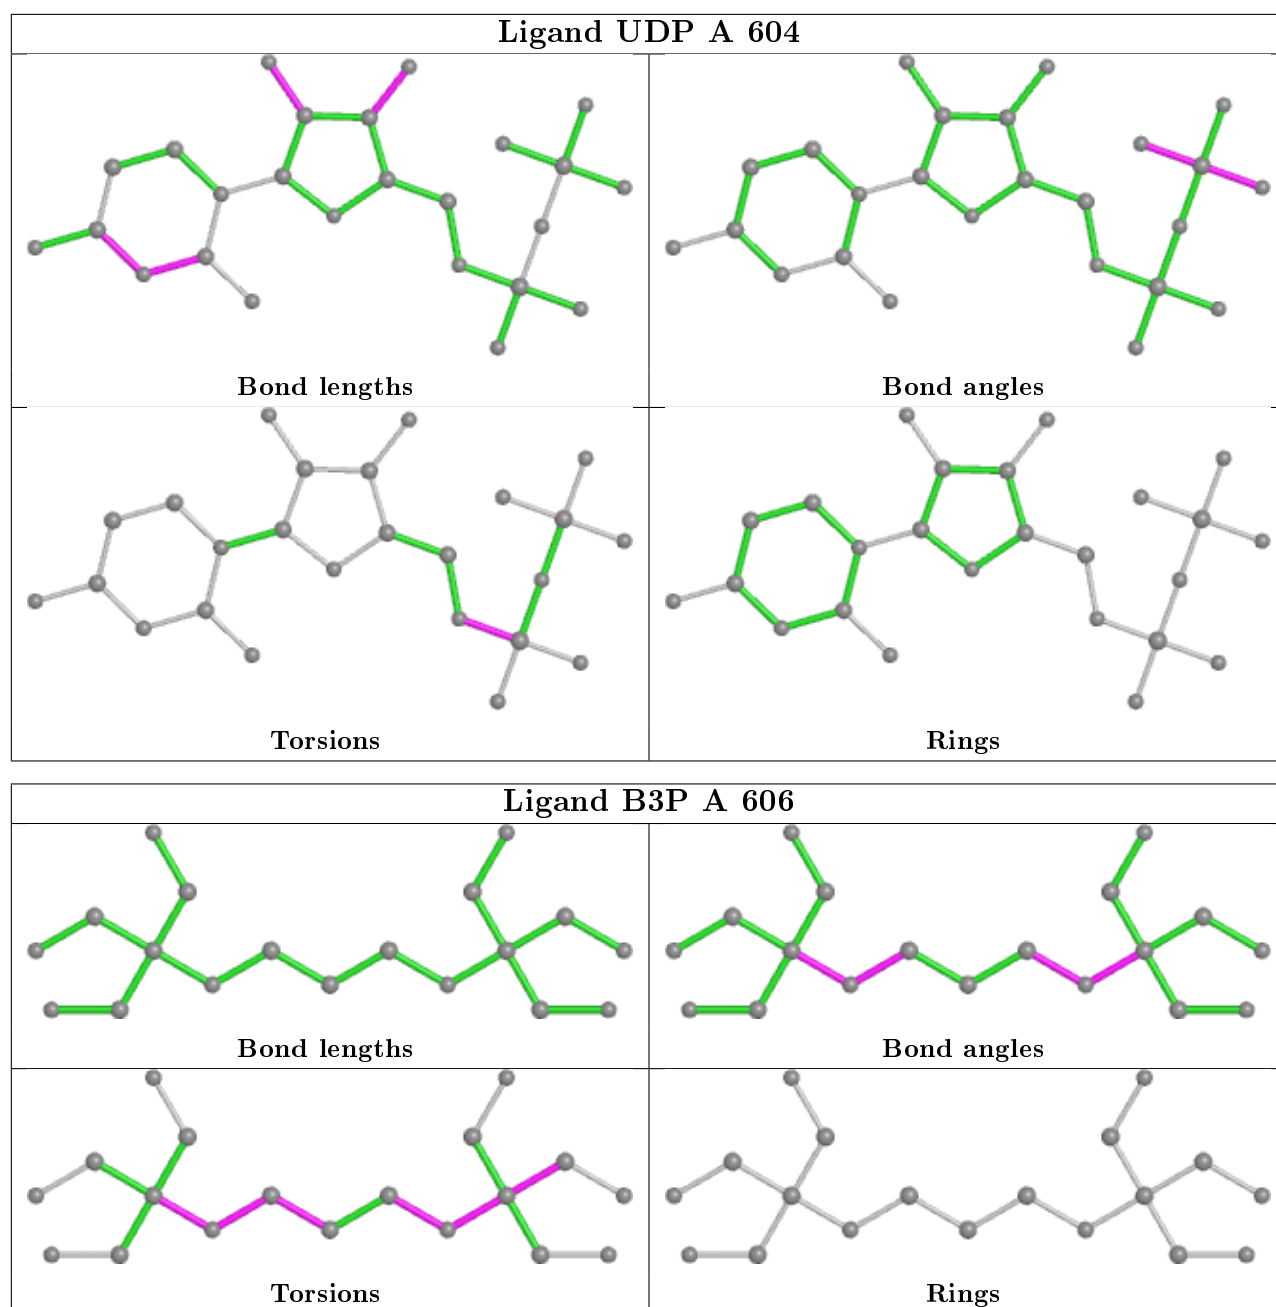 Ligand UDP A 604
Bond lengths
Bond angles
Torsions
Rings
Ligand B3P A 606
Bond lengths
Bond angles
Torsions
Rings